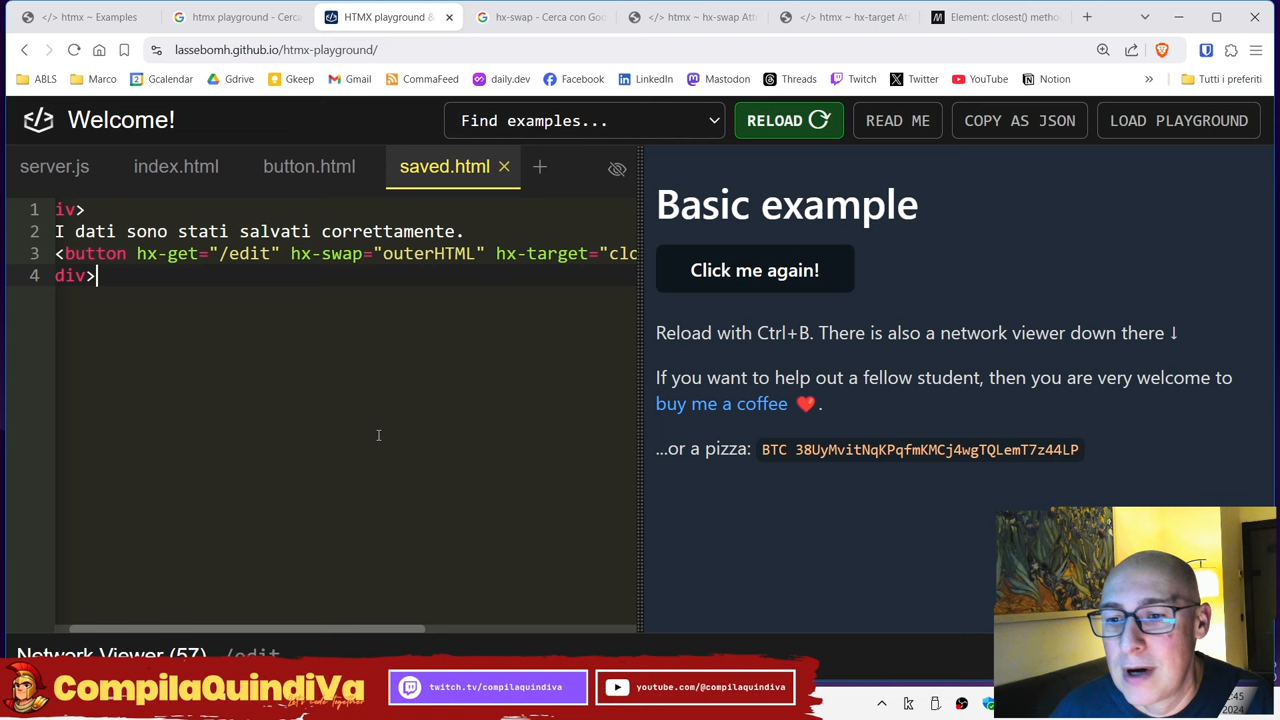 </> htmx ~ Examples
htmx playground - Cerca
HTMX playground &
hx-swap - Cerca con Goo
</> htmx ~ hx-swap Att
</> htmx ~ hx-target At
Element: closest() metho
lassebomh.github.io/htmx-playground/
ABLS
Marco
Gcalendar
Gdrive
Gkeep
Gmail
CommaFeed
daily.dev
Facebook
LinkedIn
Mastodon
Threads
Twitch
Twitter
YouTube
Notion
»
Tutti i preferiti
Welcome!
Find examples...
RELOAD
READ ME
COPY AS JSON
LOAD PLAYGROUND
server.js
index.html
button.html
saved.html
1 iv>
2 I dati sono stati salvati correttamente.
3 <button hx-get="/edit" hx-swap="outerHTML" hx-target="clo
4 div>
Basic example
Click me again!
Reload with Ctrl+B. There is also a network viewer down there ↓
If you want to help out a fellow student, then you are very welcome to
buy me a coffee ❤️.
...or a pizza: BTC 38UyMvitNqKPqfmKMCj4wgTQLemT7z44LP
Network Viewer (57) /edit
CompilaQuindiVa
Let's code Together
twitch.tv/compilaquindiva
youtube.com/@compilaquindiva
:45
2024